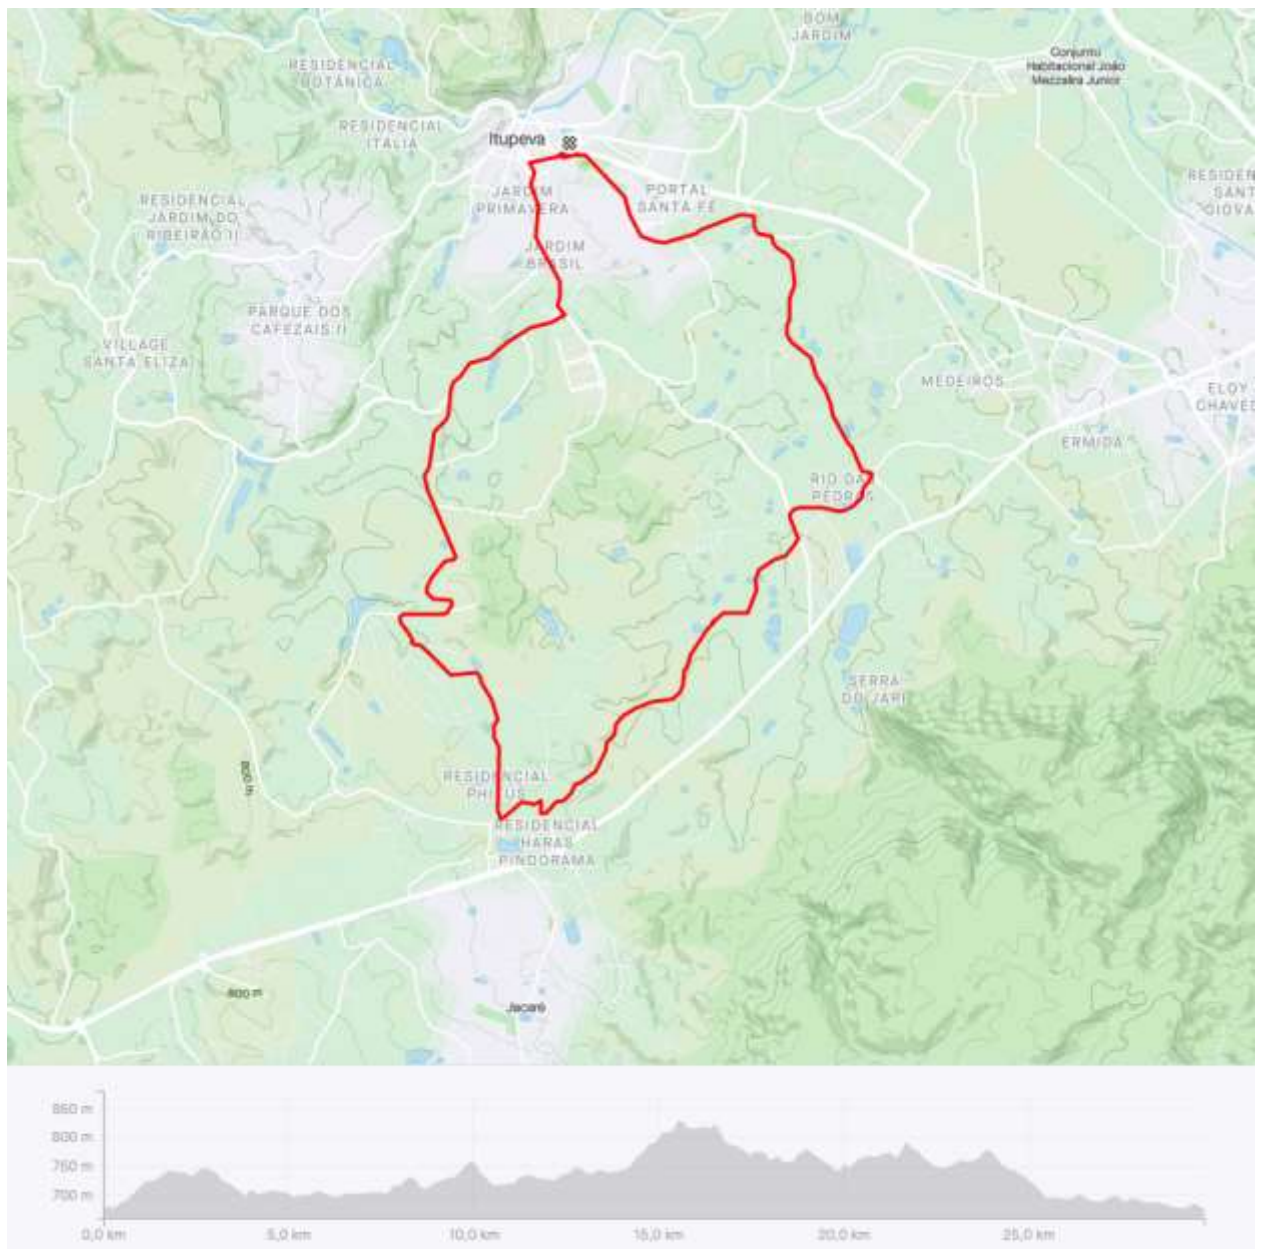 BOM
JARDIM
Conjunto
Habitacional João
Mezzalira Junior
RESIDENCIAL
BOTÂNICA
RESIDENCIAL
ITÁLIA
Itupeva
RESIDEN
SANT
GIOVA
RESIDENCIAL
JARDIM DO
RIBEIRÃO II
JARDIM
PRIMAVERA
PORTAL
SANTA FÉ
JARDIM
BRASIL
PARQUE DOS
CAFEZAIS II
VILLAGE
SANTA ELIZA
MEDEIROS
ELOY
CHAVES
ERMIDA
RIO DAS
PEDRAS
SERRA
DO JAPI
800 m
RESIDENCIAL
RESIDENCIAL
HARAS
PINDORAMA
800 m
Jacaré
850 m
800 m
750 m
700 m
0,0 km
5,0 km
10,0 km
15,0 km
20,0 km
25,0 km